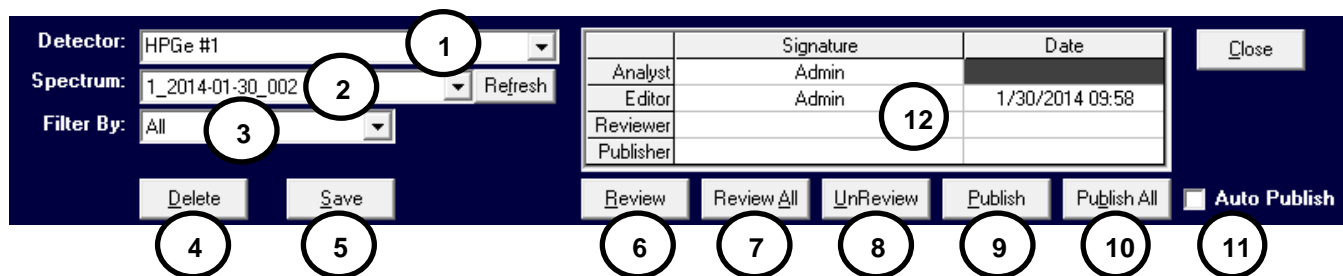 Detector: HPGe #1 1
Spectrum: 1_2014-01-30_002 2 Refresh
Filter By: All 3
Delete Save
4 5
Signature Date
Analyst Admin
Editor Admin 1/30/2014 09:58
Reviewer 12
Publisher
Close
Review Review All UnReview Publish Publish All Auto Publish
6 7 8 9 10 11